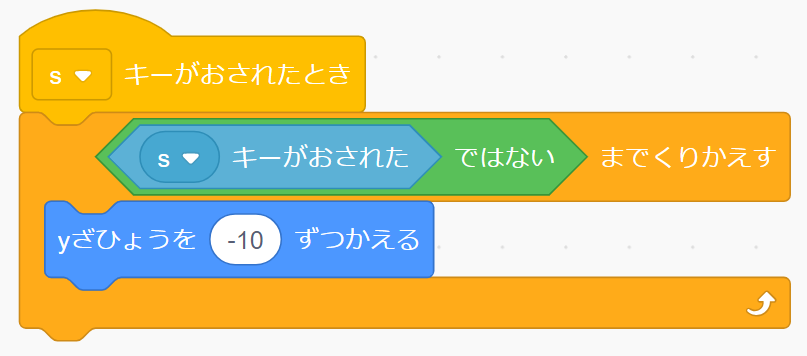 s キーがおされたとき
s キーがおされた ではない までくりかえす
yざひょうを -10 ずつかえる